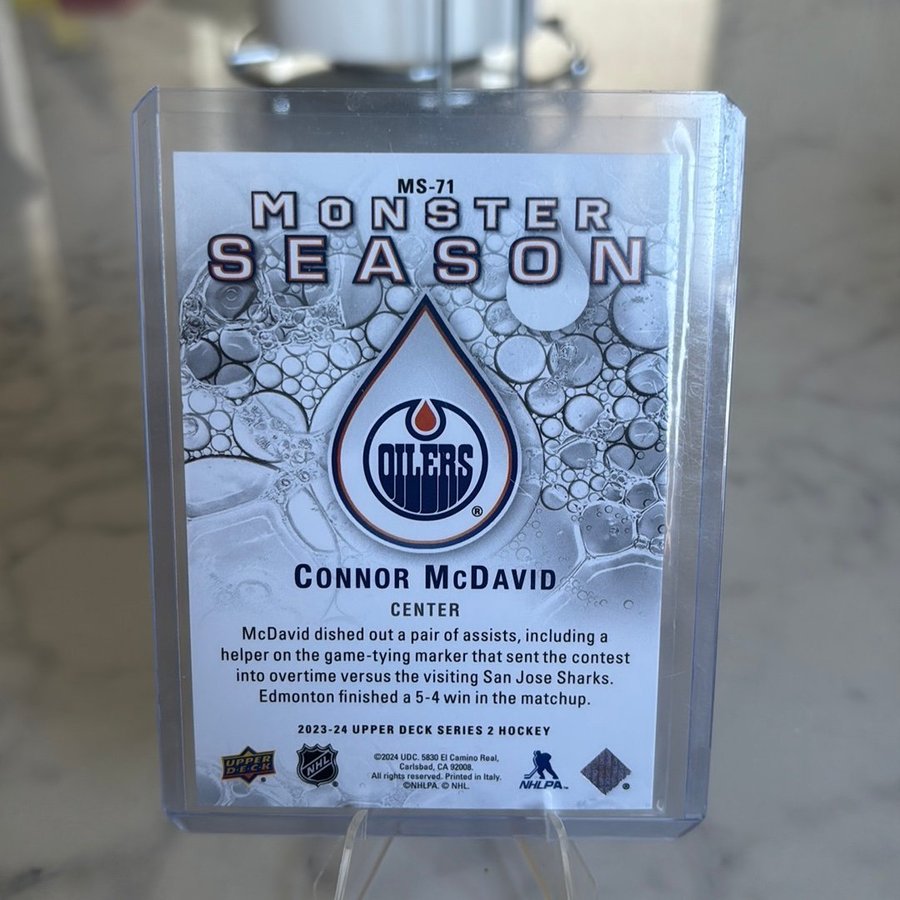 MS-71
MONSTER
SEASON
OILERS
®
CONNOR MCDAVID
CENTER
McDavid dished out a pair of assists, including a
helper on the game-tying marker that sent the contest
into overtime versus the visiting San Jose Sharks.
Edmonton finished a 5-4 win in the matchup.
2023-24 UPPER DECK SERIES 2 HOCKEY
UPPER
DECK
NHL
©2024 UDC. 5830 El Camino Real,
Carlsbad, CA 92008.
All rights reserved. Printed in Italy.
©NHLPA. © NHL.
NHLPA™
®